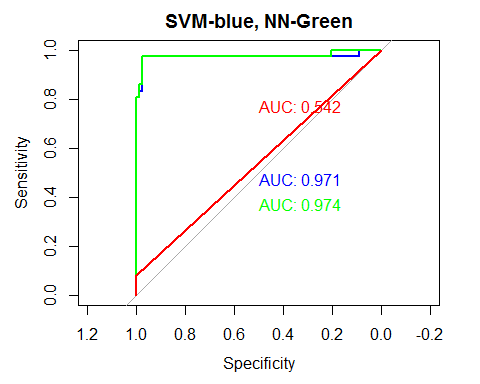 SVM-blue, NN-Green
Sensitivity
1.0
0.8
0.6
0.4
0.2
0.0
AUC: 0.542
AUC: 0.971
AUC: 0.974
1.2 1.0 0.8 0.6 0.4 0.2 0.0 -0.2
Specificity